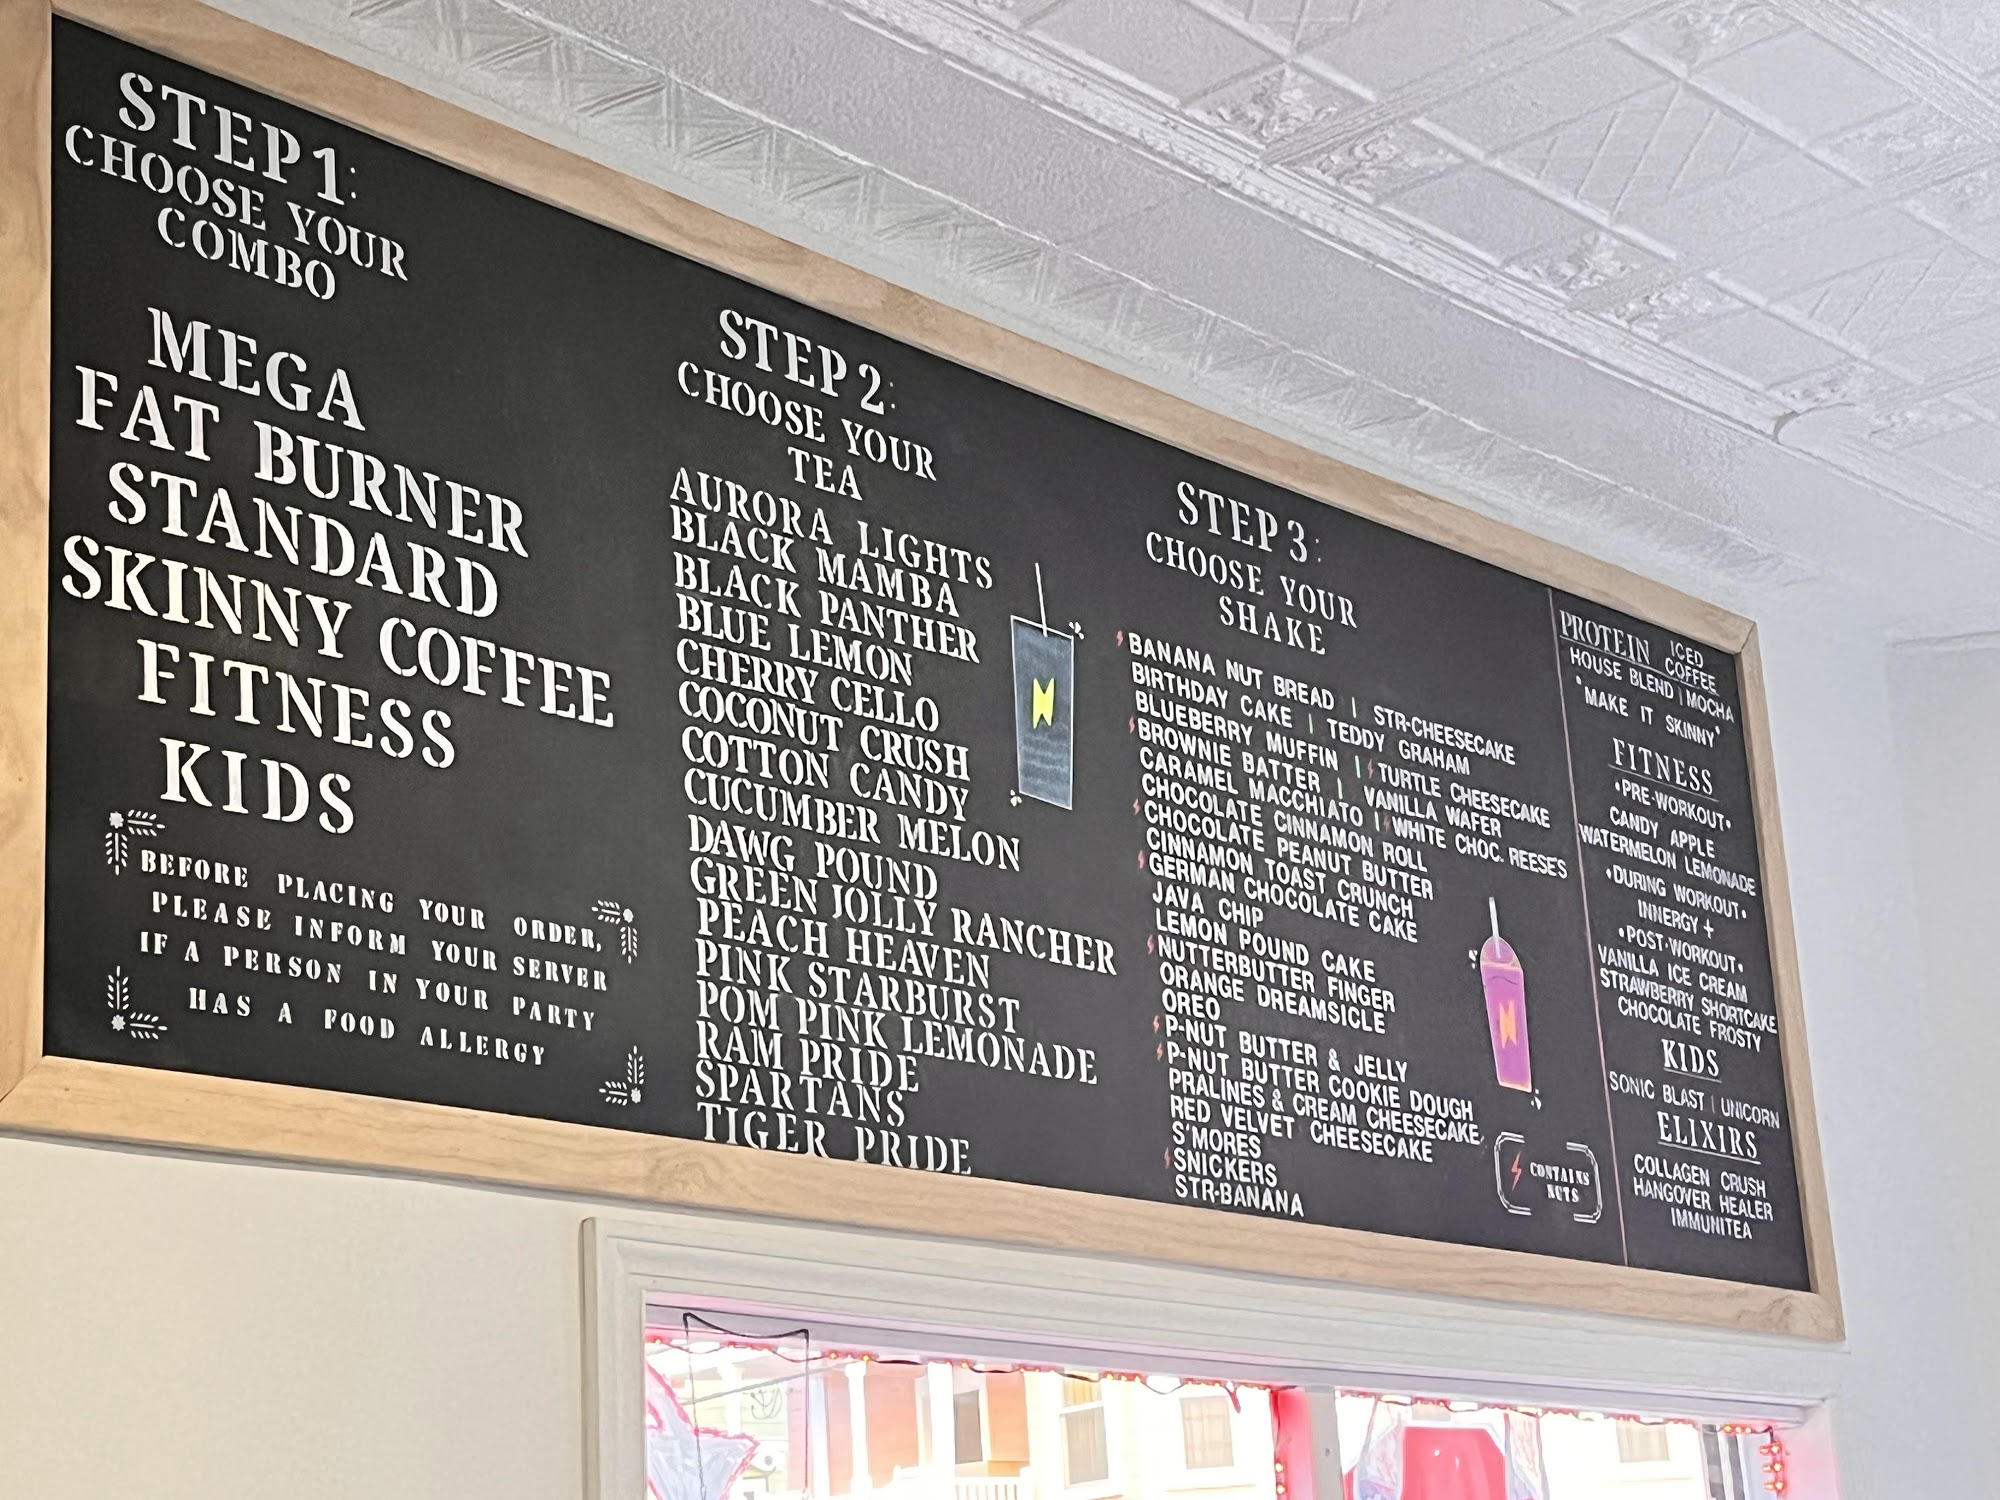 STEP 1:
CHOOSE YOUR
COMBO
MEGA
FAT BURNER
STANDARD
SKINNY COFFEE
FITNESS
KIDS
BEFORE PLACING YOUR ORDER,
PLEASE INFORM YOUR SERVER
IF A PERSON IN YOUR PARTY
HAS A FOOD ALLERGY
STEP 2:
CHOOSE YOUR
TEA
AURORA LIGHTS
BLACK MAMBA
BLACK PANTHER
BLUE LEMON
CHERRY CELLO
COCONUT CRUSH
COTTON CANDY
CUCUMBER MELON
DAWG POUND
GREEN JOLLY RANCHER
PEACH HEAVEN
PINK STARBURST
POM PINK LEMONADE
RAM PRIDE
SPARTANS
TIGER PRIDE
STEP 3:
CHOOSE YOUR
SHAKE
BANANA NUT BREAD | STR-CHEESECAKE
BIRTHDAY CAKE | TEDDY GRAHAM
BLUEBERRY MUFFIN | TURTLE CHEESECAKE
BROWNIE BATTER | VANILLA WAFER
CARAMEL MACCHIATO | WHITE CHOC. REESES
CHOCOLATE CINNAMON ROLL
CHOCOLATE PEANUT BUTTER
CINNAMON TOAST CRUNCH
GERMAN CHOCOLATE CAKE
JAVA CHIP
LEMON POUND CAKE
NUTTERBUTTER FINGER
ORANGE DREAMSICLE
OREO
P-NUT BUTTER & JELLY
P-NUT BUTTER COOKIE DOUGH
PRALINES & CREAM CHEESECAKE
RED VELVET CHEESECAKE
S'MORES
SNICKERS
STR-BANANA
CONTAINS
NUTS
PROTEIN ICED COFFEE
HOUSE BLEND | MOCHA
*MAKE IT SKINNY*
FITNESS
•PRE-WORKOUT•
CANDY APPLE
WATERMELON LEMONADE
•DURING WORKOUT•
INNERGY +
•POST-WORKOUT•
VANILLA ICE CREAM
STRAWBERRY SHORTCAKE
CHOCOLATE FROSTY
KIDS
SONIC BLAST | UNICORN
ELIXIRS
COLLAGEN CRUSH
HANGOVER HEALER
IMMUNITEA